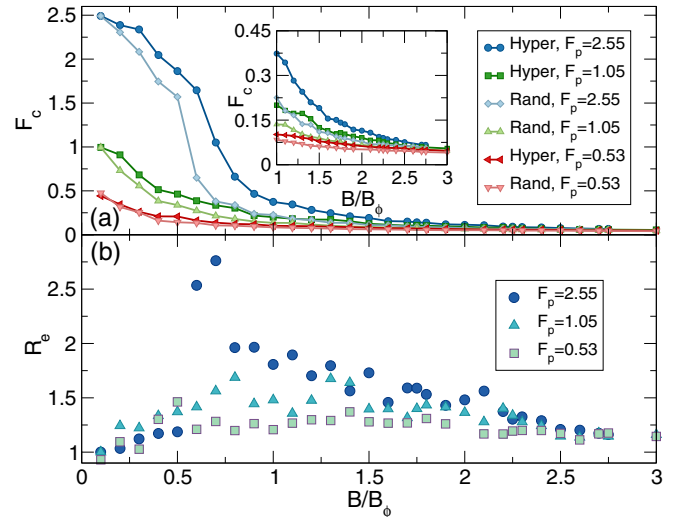 2.5
2
1.5
1
0.5
0
F_c
(a)
0.45
0.3
0.15
0
F_c
1 1.5 2 2.5 3
B/B_ϕ
Hyper, F_p=2.55
Hyper, F_p=1.05
Rand, F_p=2.55
Rand, F_p=1.05
Hyper, F_p=0.53
Rand, F_p=0.53
(b)
2.5
2
1.5
1
R_e
F_p=2.55
F_p=1.05
F_p=0.53
0 0.5 1 1.5 2 2.5 3
B/B_ϕ